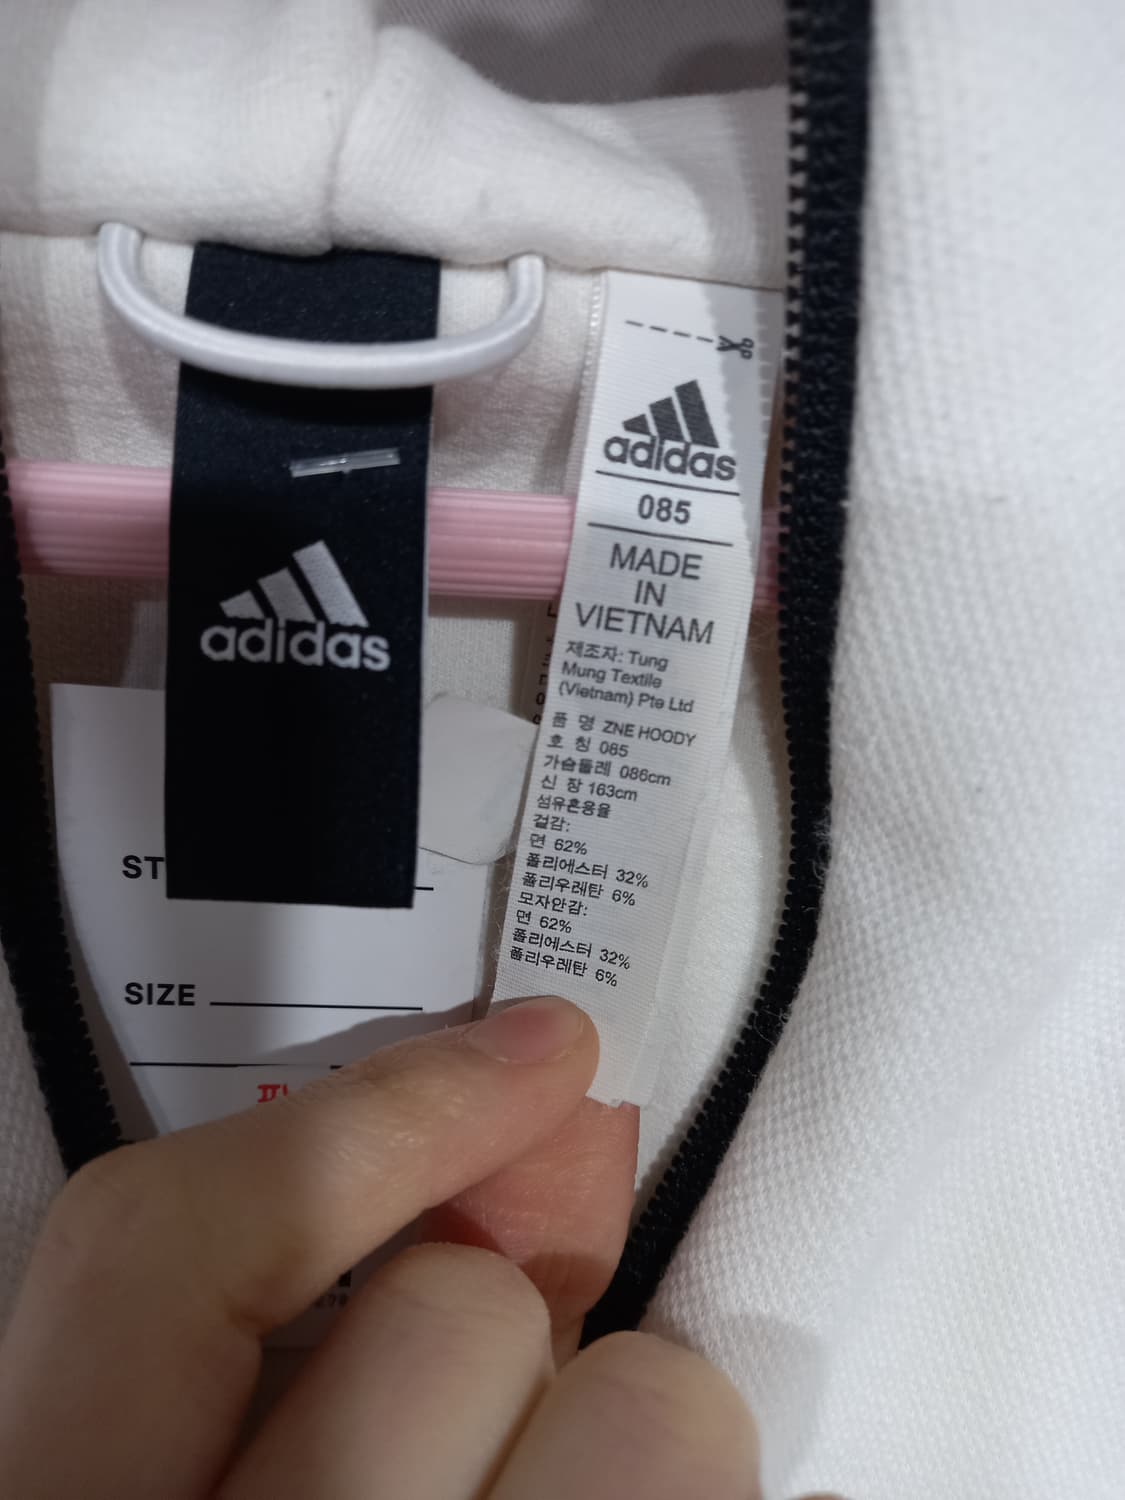 adidas
ST
SIZE
adidas
085
MADE
IN
VIETNAM
제조자: Tung
Mung Textile
(Vietnam) Pte Ltd
품 명 ZNE HOODY
호 칭 085
가슴둘레 086cm
신 장 163cm
섬유혼용율
겉감:
면 62%
폴리에스터 32%
폴리우레탄 6%
모자안감:
면 62%
폴리에스터 32%
폴리우레탄 6%